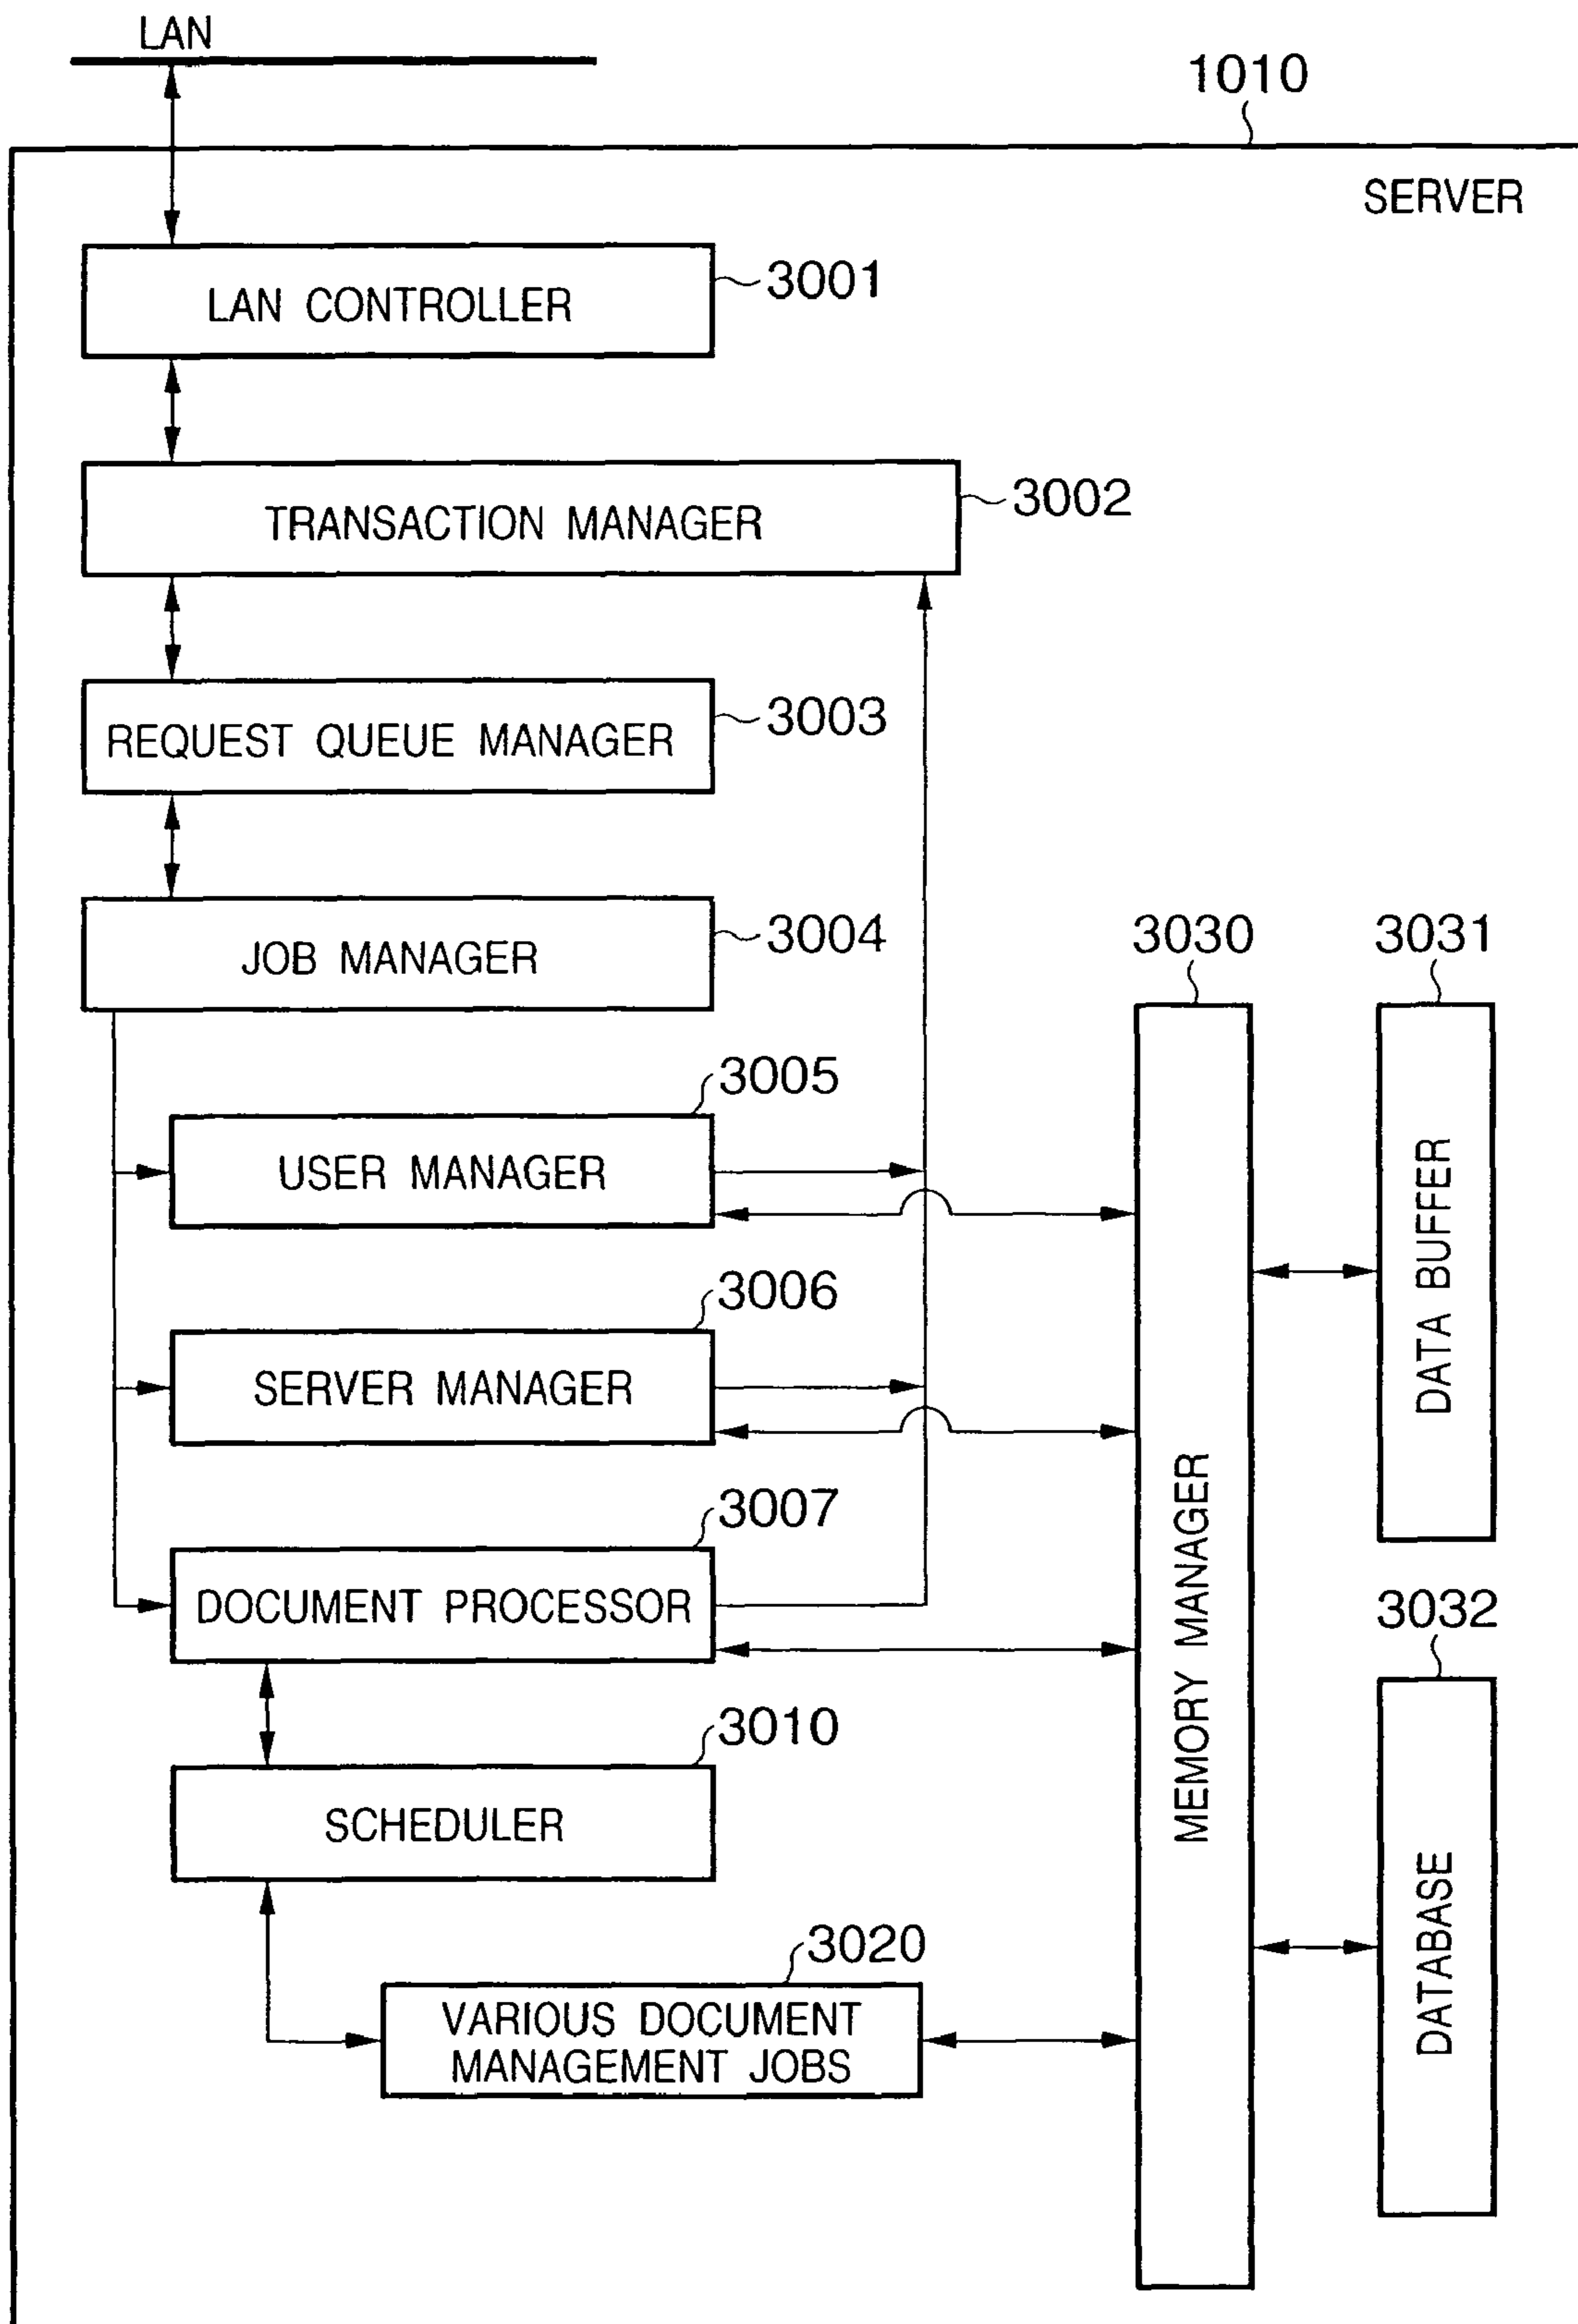 LAN
1010
SERVER
LAN CONTROLLER
3001
TRANSACTION MANAGER
3002
REQUEST QUEUE MANAGER
3003
JOB MANAGER
3004
3030
3031
3005
USER MANAGER
DATA BUFFER
3006
SERVER MANAGER
MEMORY MANAGER
3007
DOCUMENT PROCESSOR
3032
3010
SCHEDULER
DATABASE
3020
VARIOUS DOCUMENT
MANAGEMENT JOBS